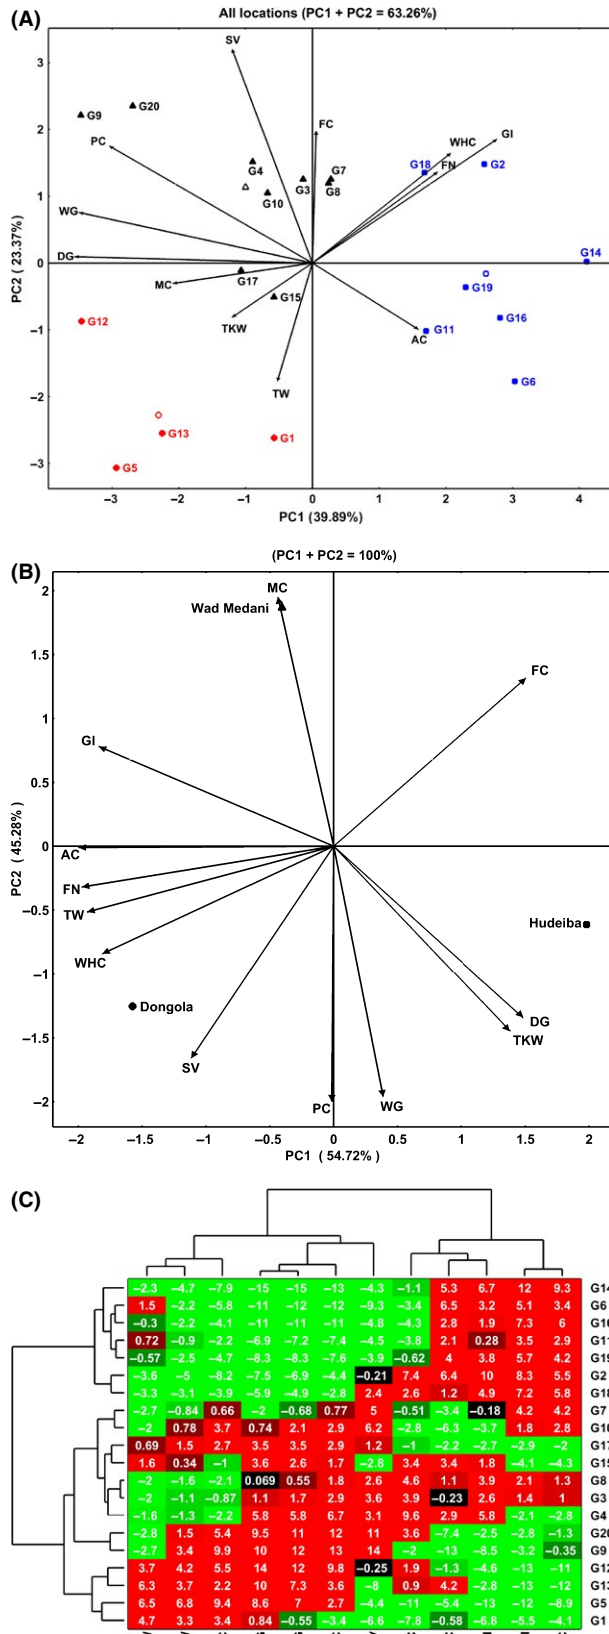 (A)
All locations (PC1 + PC2 = 63.26%)
SV
3
G9 G20
2
FC
PC
WHC GI
G4 G3 G7 G18 FN G2
1
G10 G8
WG
DG
0
G14
MC G17
G19
G15
TKW
G12
−1
AC G11 G16
TW
G6
−2
G13 G1
G5
−3
PC2 ( 23.37%)
−3 −2 −1 0 1 2 3 4
PC1 (39.89%)
(B)
(PC1 + PC2 = 100%)
2
MC
Wad Medani
1.5
FC
1
GI
0.5
0
AC
FN
−0.5
TW
Hudeiba
WHC
−1
Dongola
DG
−1.5
TKW
SV
−2
PC WG
PC2 ( 45.28% )
−2 −1.5 −1 −0.5 0 0.5 1 1.5 2
PC1 ( 54.72% )
(C)
−2.3 −4.7 −7.9 −15 −15 −13 −4.3 −1.1 5.3 6.7 12 9.3 G14
1.5 −2.2 −5.8 −11 −12 −12 −9.3 −3.4 6.5 3.2 5.1 3.4 G6
−0.3 −2.2 −4.1 −11 −11 −11 −4.8 −4.3 2.8 1.9 7.3 6
0.72 −0.9 −2.2 −6.9 −7.2 −7.4 −4.5 −3.8 2.1 0.28 3.5 2.9 G11
−0.57 −2.5 −4.7 −8.3 −8.3 −7.6 −3.9 −0.62 4 3.8 5.7 4.2 G19
−3.6 −5 −8.2 −7.5 −6.9 −4.4 −0.21 7.4 6.4 10 8.3 5.5 G2
−3.3 −3.1 −3.9 −5.9 −4.9 −2.8 2.4 2.6 1.2 4.9 7.2 5.8 G18
−2.7 −0.84 0.66 −2 −0.68 0.77 5 −0.51 −3.4 −0.18 4.2 4.2 G7
−2 0.78 3.7 0.74 2.1 2.9 6.2 −2.8 −6.3 −3.7 1.8 2.8
0.69 1.5 2.7 3.5 3.5 2.9 1.2 −1 −2.2 −2.7 −2.9 −2 G17
1.6 0.34 −1 3.6 2.6 1.7 −2.8 3.4 3.4 1.8 −4.1 −4.3 G15
−2 −1.6 −2.1 0.069 0.55 1.8 2.6 4.6 1.1 3.9 2.1 1.3 G8
−2 −1.1 −0.87 1.1 1.7 2.9 3.6 3.9 −0.23 2.6 1.4 1 G3
−1.6 −1.3 −2.2 5.8 5.8 6.7 3.1 9.6 2.9 5.8 −2.1 −2.8 G4
−2.8 1.5 5.4 9.5 11 12 11 3.6 −7.4 −2.5 −2.8 −1.3 G20
−2.7 3.4 9.9 10 12 13 14 −2 −13 −8.5 −3.2 −0.35 G9
3.7 4.2 5.5 14 12 9.8 −0.25 1.9 −1.3 −4.6 −13 −11 G12
6.3 3.7 2.2 10 7.3 3.6 −8 0.9 4.2 −2.8 −13 −12 G13
6.5 6.8 9.4 8.6 7 2.7 −4.4 −11 −5.4 −13 −12 −8.9 G5
4.7 3.3 3.4 0.84 −0.55 −3.4 −6.6 −7.8 −0.58 −6.8 −5.5 −4.1 G1